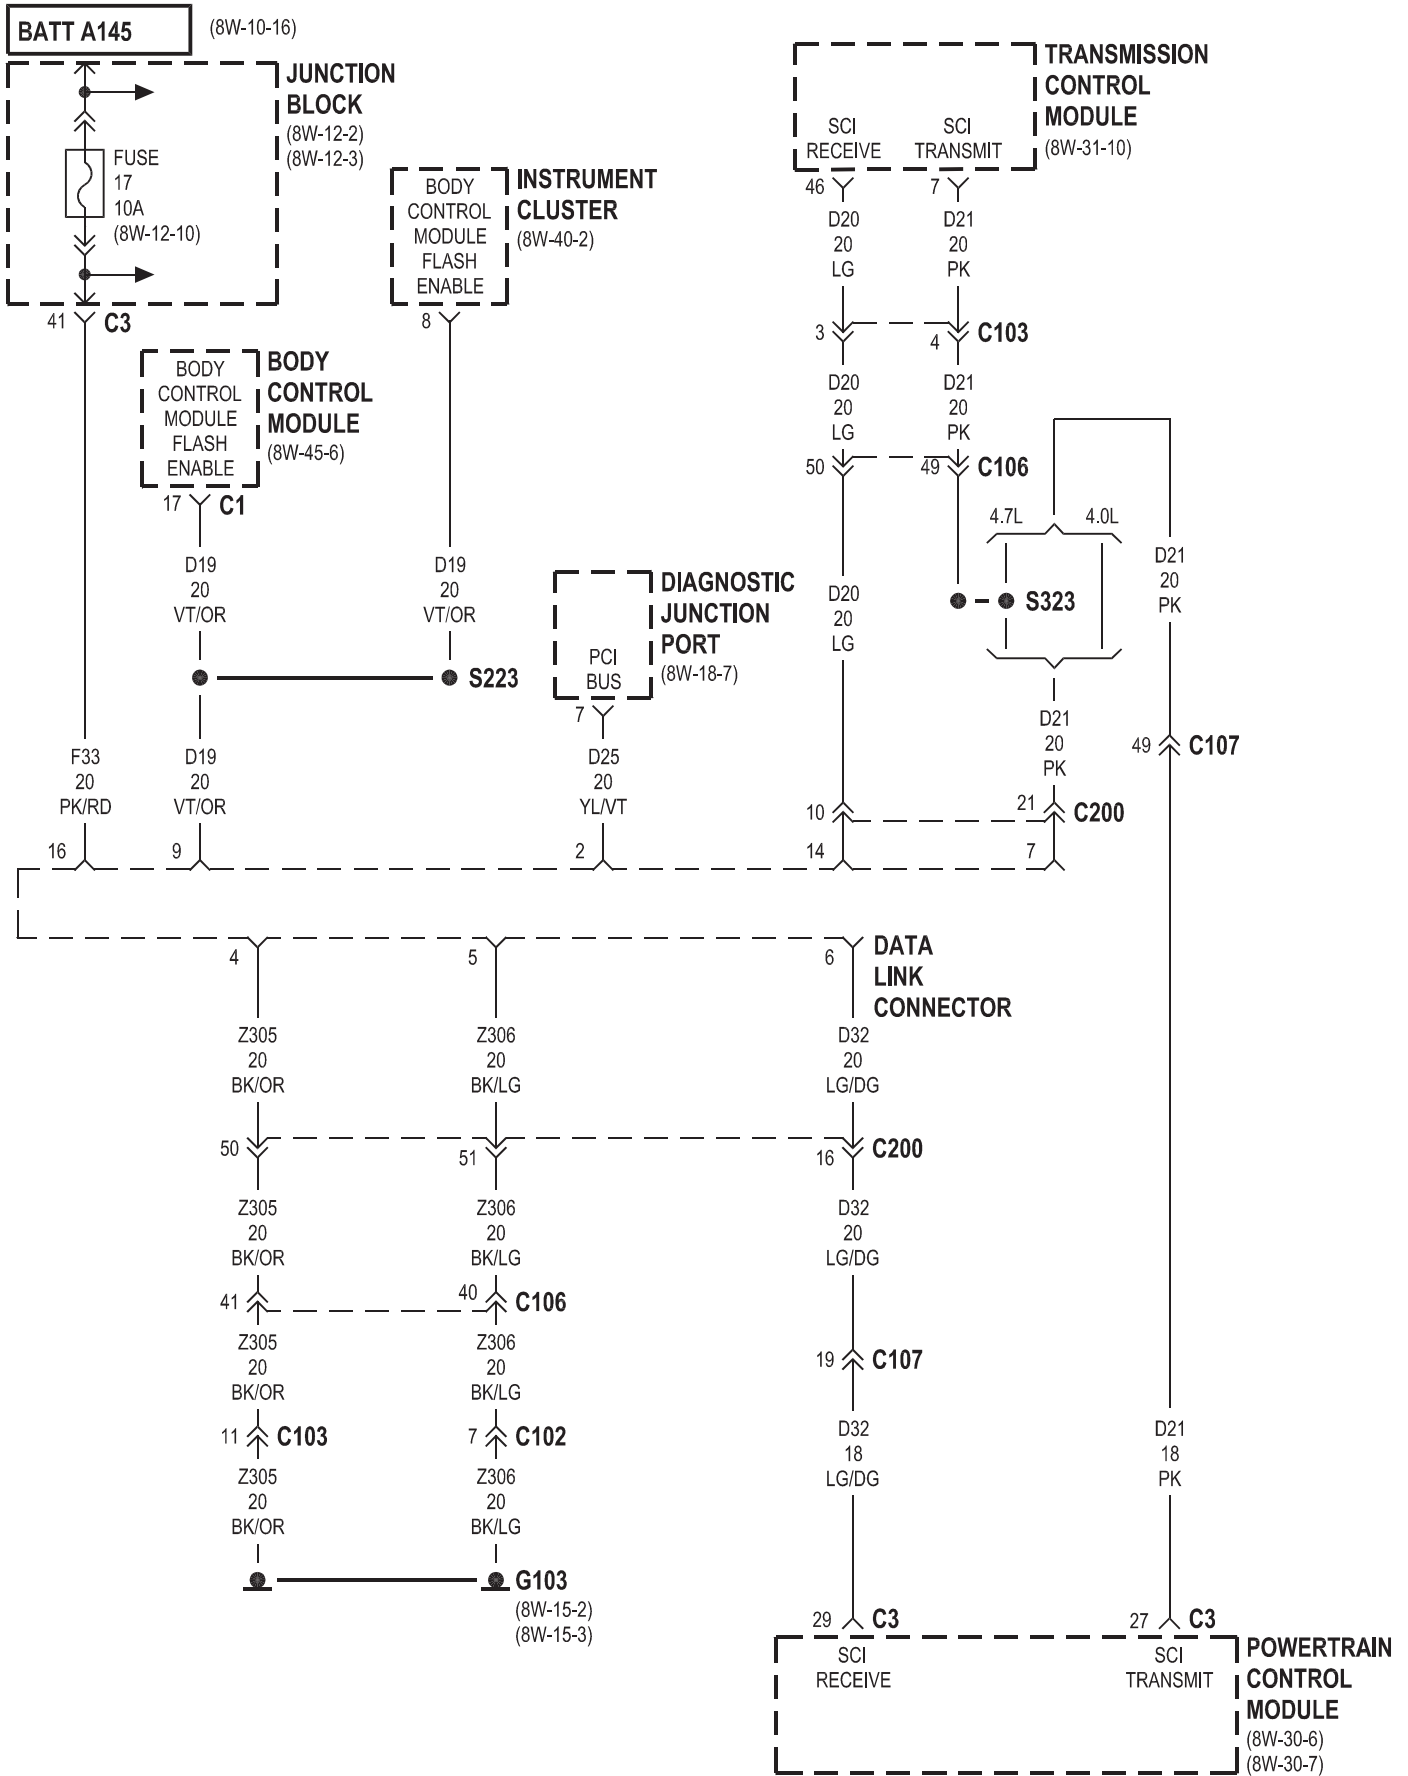 BATT A145
(8W-10-16)
JUNCTION
BLOCK
(8W-12-2)
(8W-12-3)
FUSE
17
10A
(8W-12-10)
41
C3
BODY
CONTROL
MODULE
FLASH
ENABLE
INSTRUMENT
CLUSTER
(8W-40-2)
8
TRANSMISSION
CONTROL
MODULE
(8W-31-10)
SCI
RECEIVE
SCI
TRANSMIT
46
7
D20
20
LG
D21
20
PK
3
4
C103
D20
20
LG
D21
20
PK
50
49
C106
BODY
CONTROL
MODULE
FLASH
ENABLE
BODY
CONTROL
MODULE
(8W-45-6)
17
C1
D19
20
VT/OR
D19
20
VT/OR
S223
DIAGNOSTIC
JUNCTION
PORT
(8W-18-7)
PCI
BUS
7
D20
20
LG
4.7L
4.0L
S323
D21
20
PK
F33
20
PK/RD
D19
20
VT/OR
D25
20
YL/VT
D21
20
PK
49
C107
10
21
C200
16
9
2
14
7
4
5
6
DATA
LINK
CONNECTOR
Z305
20
BK/OR
Z306
20
BK/LG
D32
20
LG/DG
50
51
16
C200
Z305
20
BK/OR
Z306
20
BK/LG
D32
20
LG/DG
41
40
C106
Z305
20
BK/OR
Z306
20
BK/LG
19
C107
11
C103
7
C102
D32
18
LG/DG
D21
18
PK
Z305
20
BK/OR
Z306
20
BK/LG
G103
(8W-15-2)
(8W-15-3)
29
C3
27
C3
SCI
RECEIVE
SCI
TRANSMIT
POWERTRAIN
CONTROL
MODULE
(8W-30-6)
(8W-30-7)